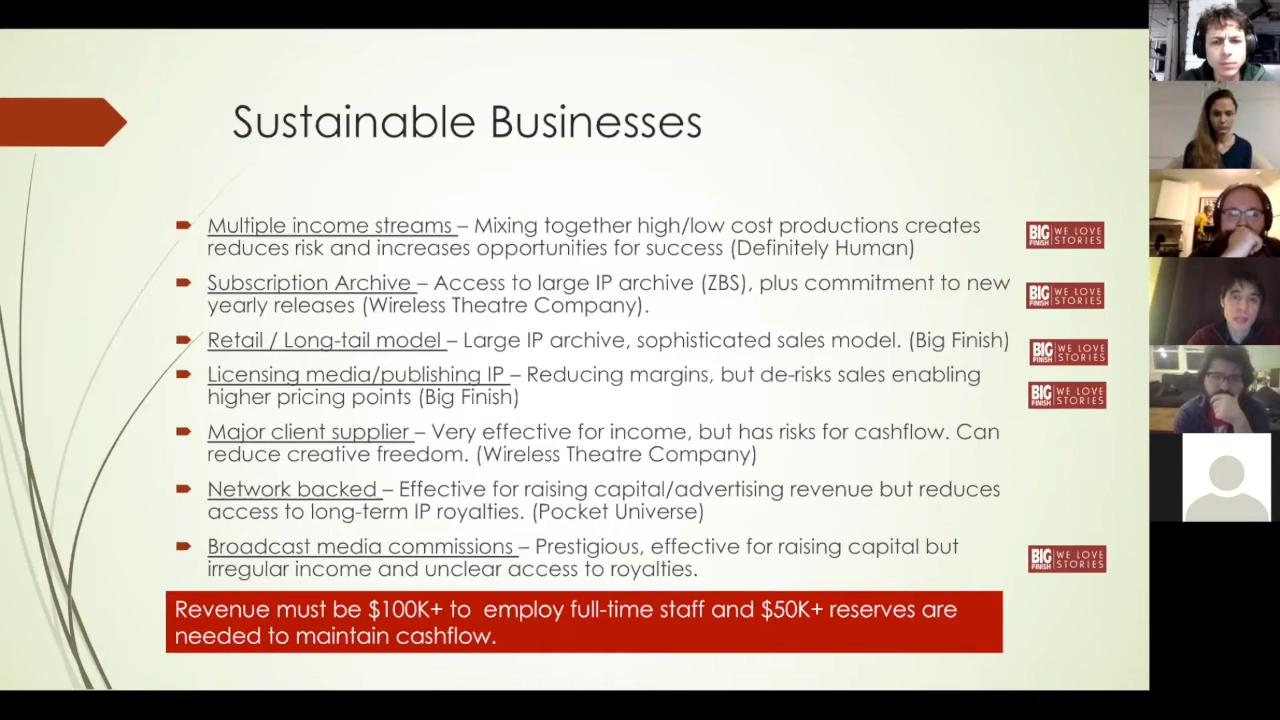 Sustainable Businesses
Multiple income streams – Mixing together high/low cost productions creates
reduces risk and increases opportunities for success (Definitely Human)
BIG FINISH WE LOVE STORIES
Subscription Archive – Access to large IP archive (ZBS), plus commitment to new
yearly releases (Wireless Theatre Company).
BIG FINISH WE LOVE STORIES
Retail / Long-tail model – Large IP archive, sophisticated sales model. (Big Finish)
BIG FINISH WE LOVE STORIES
Licensing media/publishing IP – Reducing margins, but de-risks sales enabling
higher pricing points (Big Finish)
BIG FINISH WE LOVE STORIES
Major client supplier – Very effective for income, but has risks for cashflow. Can
reduce creative freedom. (Wireless Theatre Company)
Network backed – Effective for raising capital/advertising revenue but reduces
access to long-term IP royalties. (Pocket Universe)
Broadcast media commissions – Prestigious, effective for raising capital but
irregular income and unclear access to royalties.
BIG FINISH WE LOVE STORIES
Revenue must be $100K+ to employ full-time staff and $50K+ reserves are
needed to maintain cashflow.